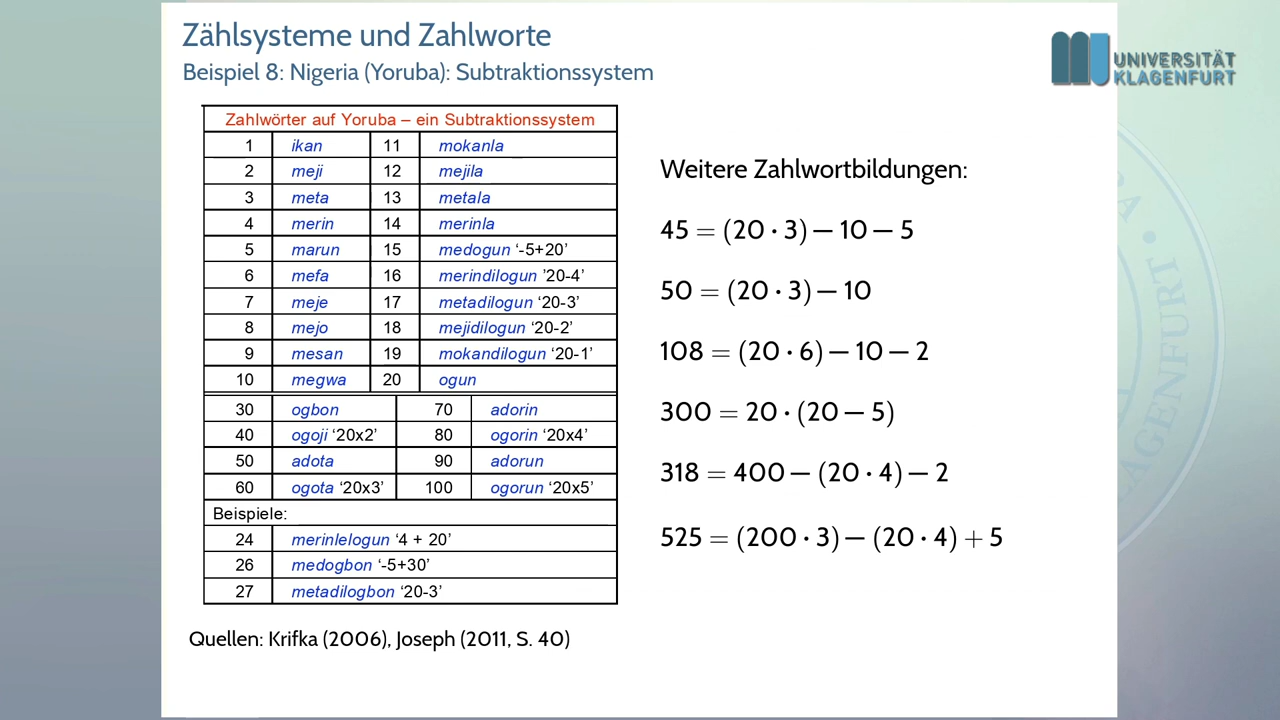 Zählsysteme und Zahlworte
Beispiel 8: Nigeria (Yoruba): Subtraktionssystem
UNIVERSITÄT
KLAGENFURT
Zahlwörter auf Yoruba – ein Subtraktionssystem
1 ikan 11 mokanla
2 meji 12 mejila
3 meta 13 metala
4 merin 14 merinla
5 marun 15 medogun ‘-5+20’
6 mefa 16 merindilogun ’20-4’
7 meje 17 metadilogun ‘20-3’
8 mejo 18 mejidilogun ‘20-2’
9 mesan 19 mokandilogun ‘20-1’
10 megwa 20 ogun
30 ogbon 70 adorin
40 ogoji ‘20x2’ 80 ogorin ‘20x4’
50 adota 90 adorun
60 ogota ‘20x3’ 100 ogorun ‘20x5’
Beispiele:
24 merinlelogun ‘4 + 20’
26 medogbon ‘-5+30’
27 metadilogbon ‘20-3’
Weitere Zahlwortbildungen:
45 = (20 · 3) – 10 – 5
50 = (20 · 3) – 10
108 = (20 · 6) – 10 – 2
300 = 20 · (20 – 5)
318 = 400 – (20 · 4) – 2
525 = (200 · 3) – (20 · 4) + 5
Quellen: Krifka (2006), Joseph (2011, S. 40)
AGENFURT